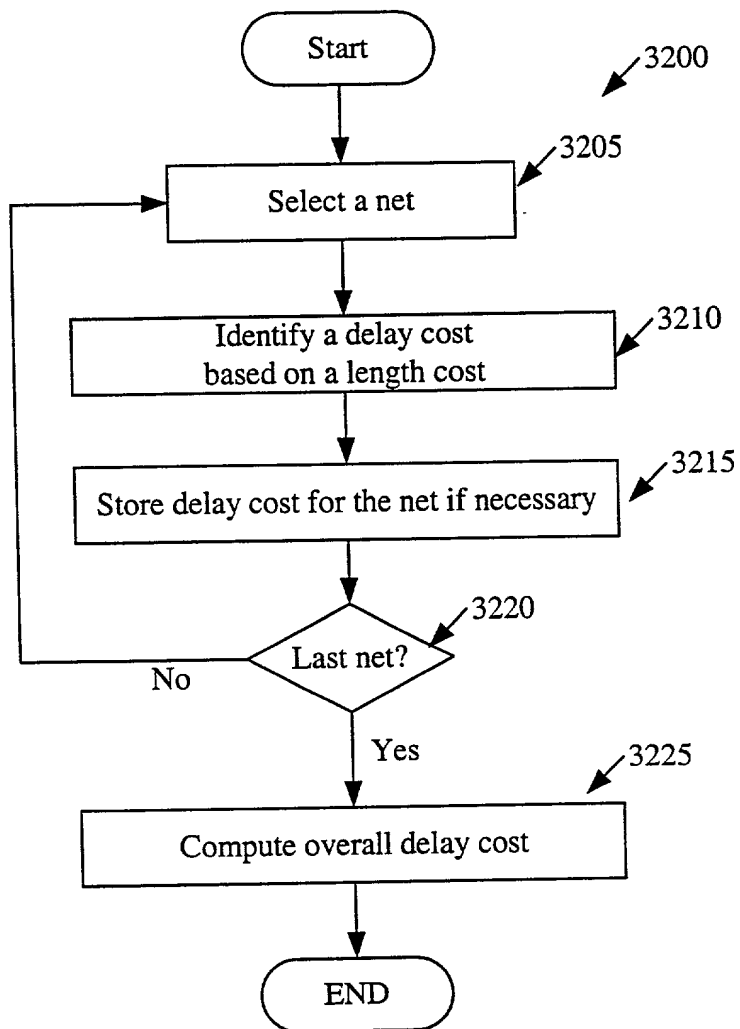 Start
3200
3205
Select a net
3210
Identify a delay cost
based on a length cost
3215
Store delay cost for the net if necessary
3220
Last net?
No
Yes
3225
Compute overall delay cost
END